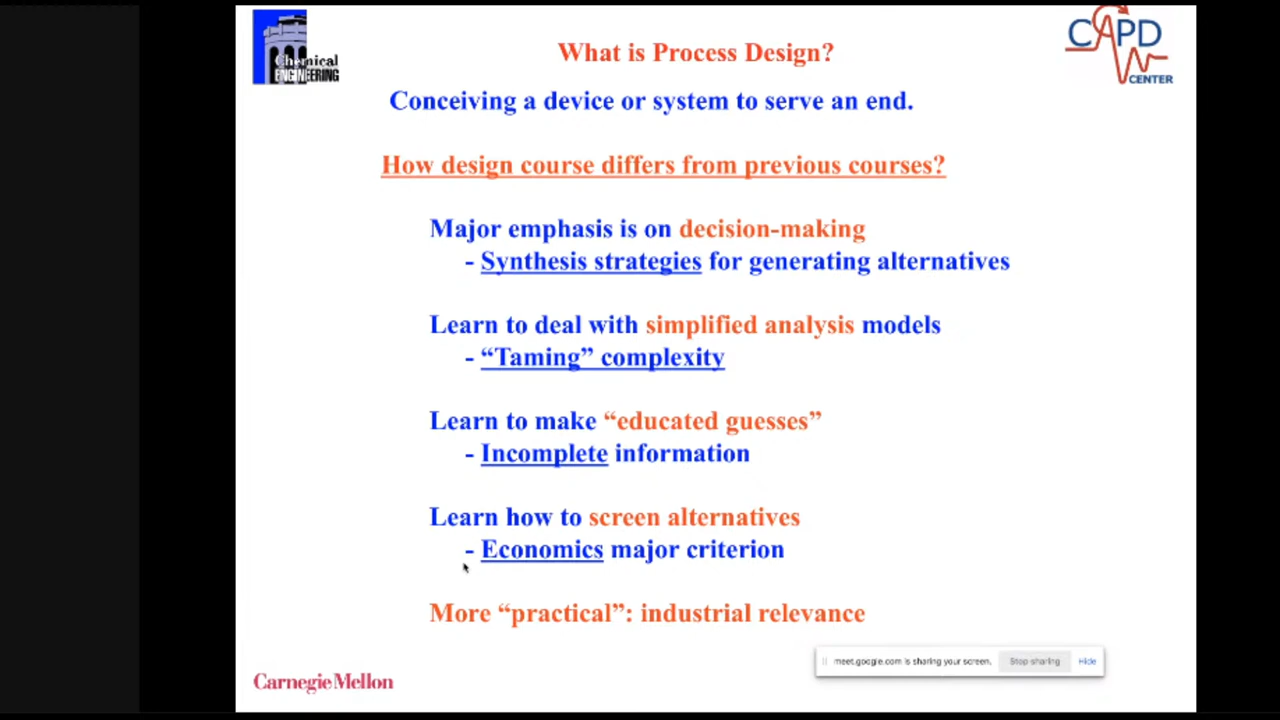 Chemical
ENGINEERING
What is Process Design?
CAPD
CENTER
Conceiving a device or system to serve an end.
How design course differs from previous courses?
Major emphasis is on decision-making
- Synthesis strategies for generating alternatives
Learn to deal with simplified analysis models
- “Taming” complexity
Learn to make “educated guesses”
- Incomplete information
Learn how to screen alternatives
- Economics major criterion
More “practical”: industrial relevance
meet.google.com is sharing your screen. Stop sharing Hide
Carnegie Mellon